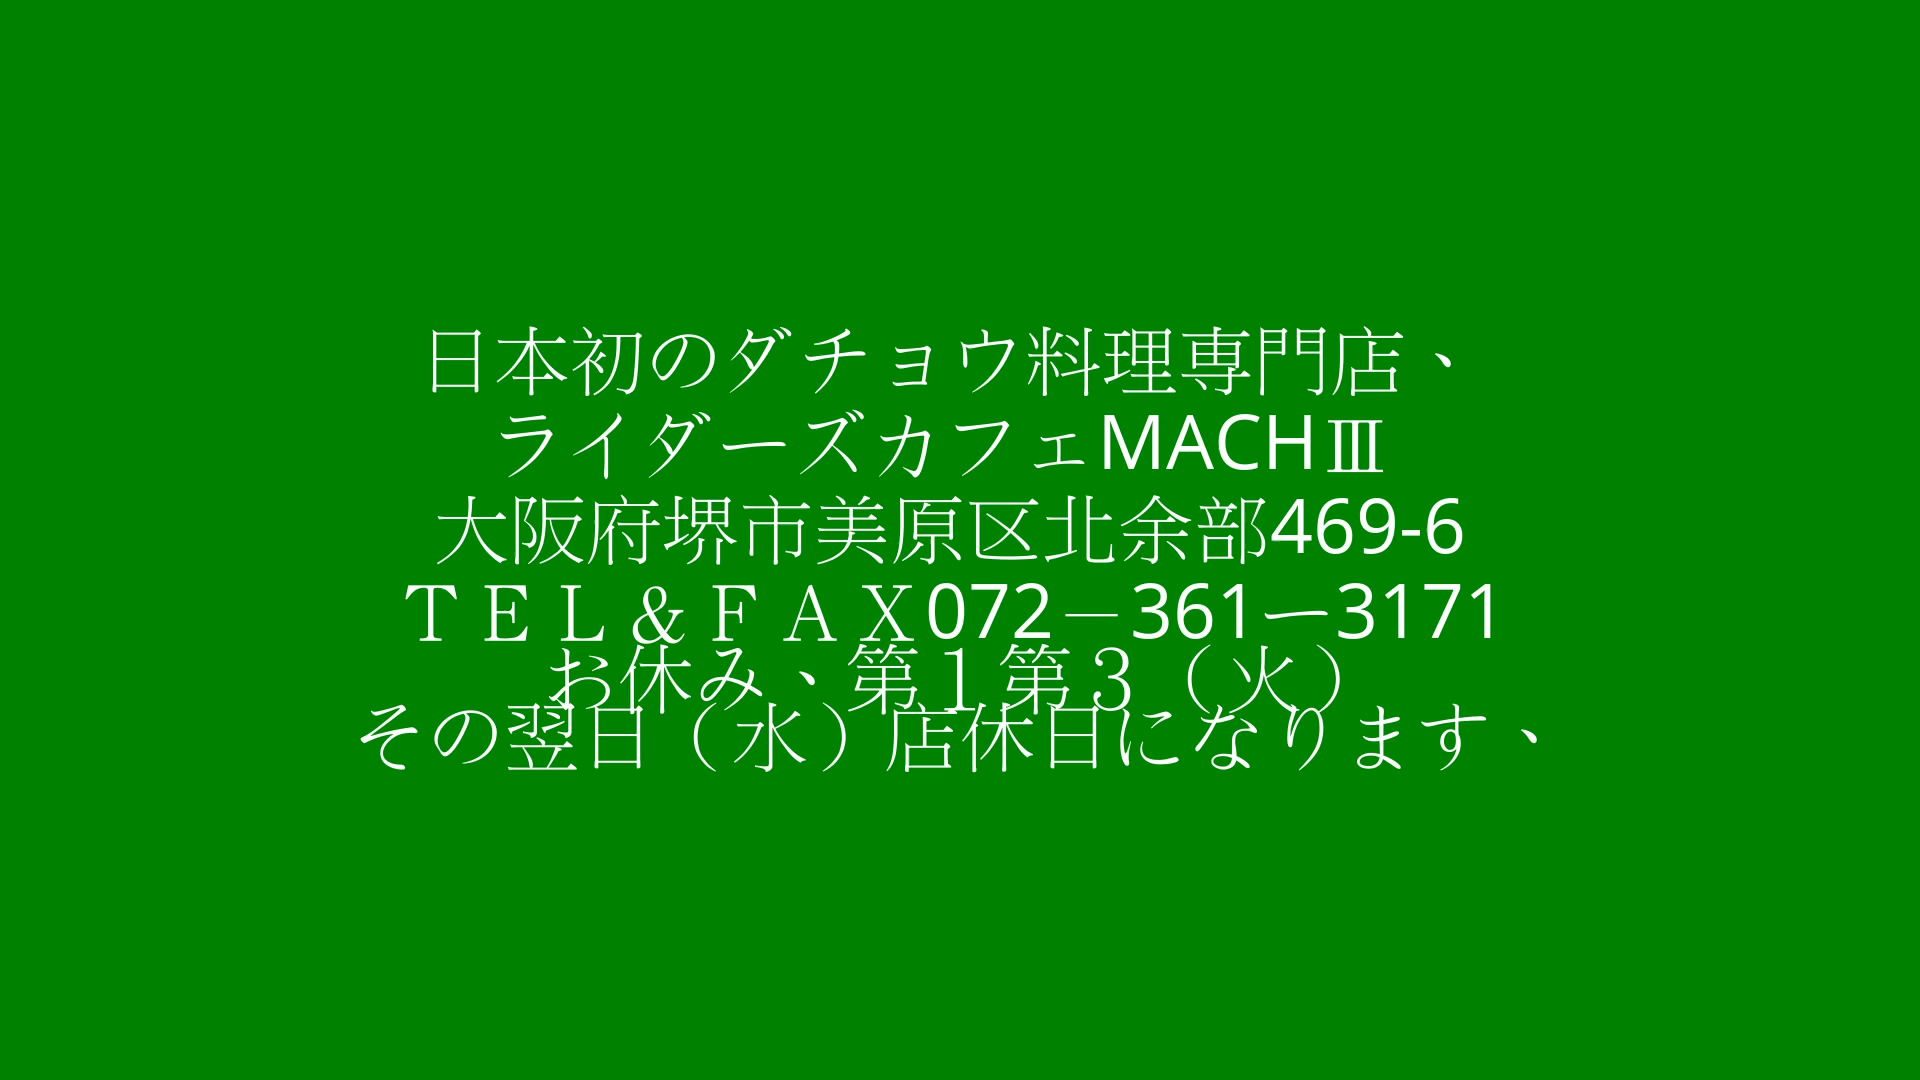 日本初のダチョウ料理専門店、
ライダーズカフェMACHⅢ
大阪府堺市美原区北余部469-6
ＴＥＬ＆ＦＡＸ072－361ー3171
お休み、第１第３（火）
その翌日（水）店休日になります、